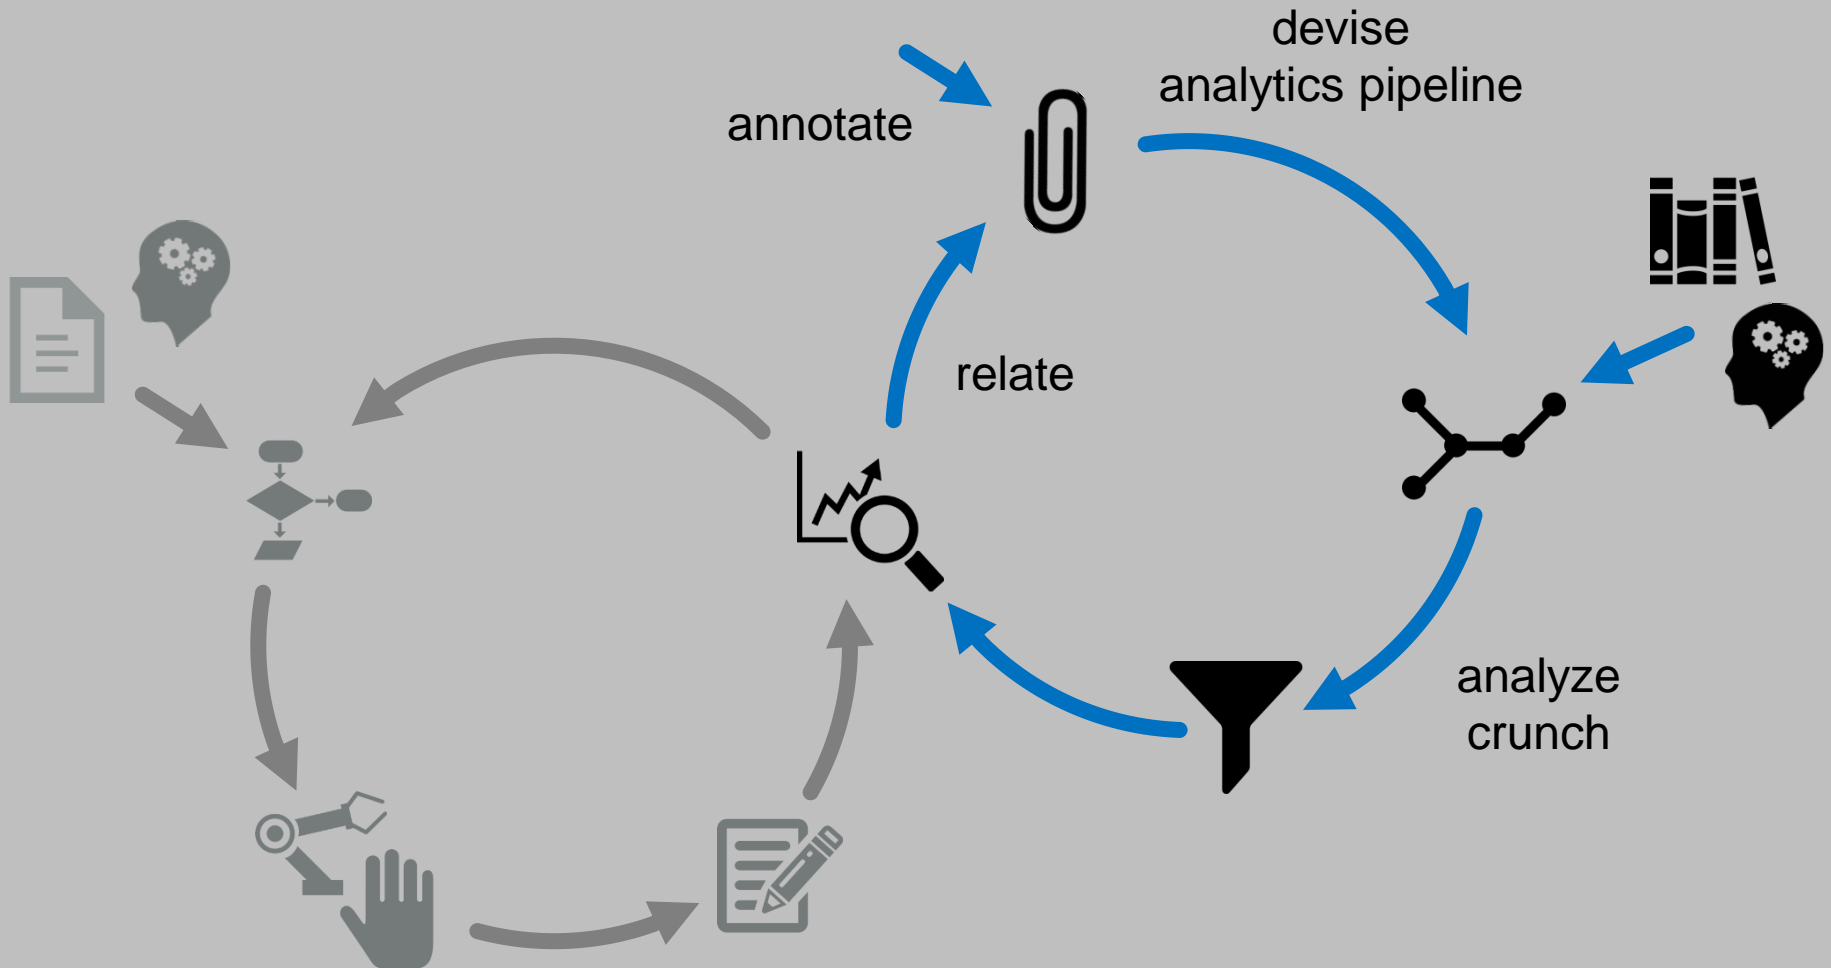 devise
analytics pipeline
annotate
relate
analyze
crunch